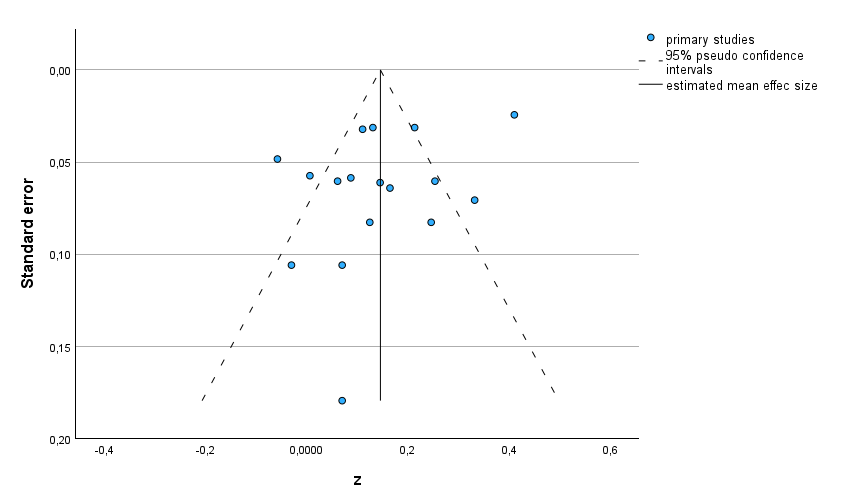 primary studies
95% pseudo confidence
intervals
estimated mean effec size
0,00
0,05
0,10
0,15
0,20
Standard error
-0,4
-0,2
0,0000
0,2
0,4
0,6
z